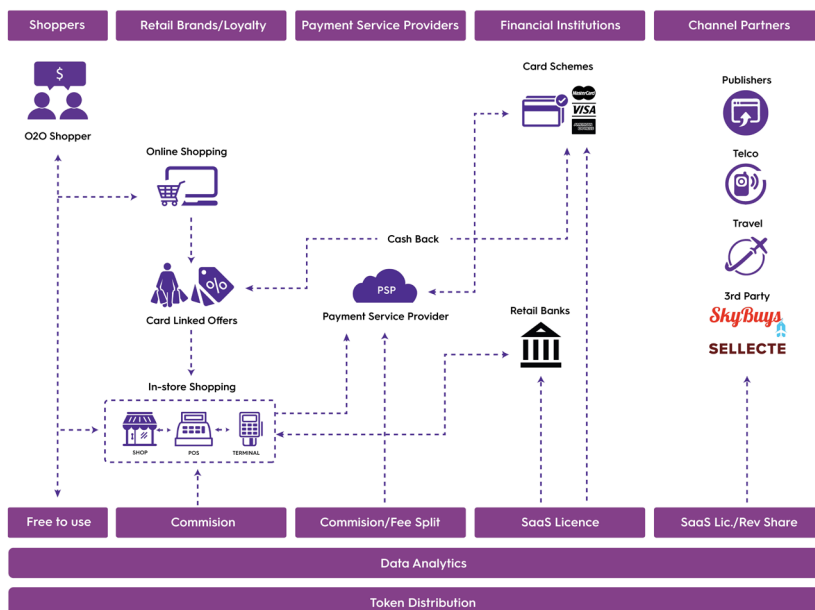 Shoppers
Retail Brands/Loyalty
Payment Service Providers
Financial Institutions
Channel Partners
$
O2O Shopper
Online Shopping
%
Card Linked Offers
In-store Shopping
SHOP
POS
TERMINAL
Cash Back
PSP
Payment Service Provider
Card Schemes
MasterCard
VISA
Retail Banks
Publishers
Telco
Travel
3rd Party
SkyBuys
SELLECTE
Free to use
Commision
Commision/Fee Split
SaaS Licence
SaaS Lic./Rev Share
Data Analytics
Token Distribution